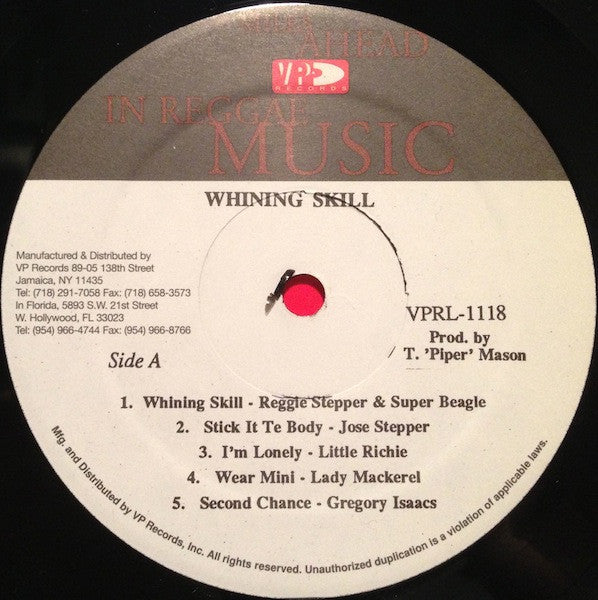 MILES
AHEAD
VP
RECORDS
IN REGGAE
MUSIC
WHINING SKILL
Manufactured & Distributed by
VP Records 89-05 138th Street
Jamaica, NY 11435
Tel: (718) 291-7058 Fax: (718) 658-3573
In Florida, 5893 S.W. 21st Street
W. Hollywood, FL 33023
Tel: (954) 966-4744 Fax: (954) 966-8766
VPRL-1118
Prod. by
T. 'Piper' Mason
Side A
1. Whining Skill - Reggie Stepper & Super Beagle
2. Stick It Te Body - Jose Stepper
3. I'm Lonely - Little Richie
4. Wear Mini - Lady Mackerel
5. Second Chance - Gregory Isaacs
Mfg. and Distributed by VP Records, Inc. All rights reserved. Unauthorized duplication is a violation of applicable laws.